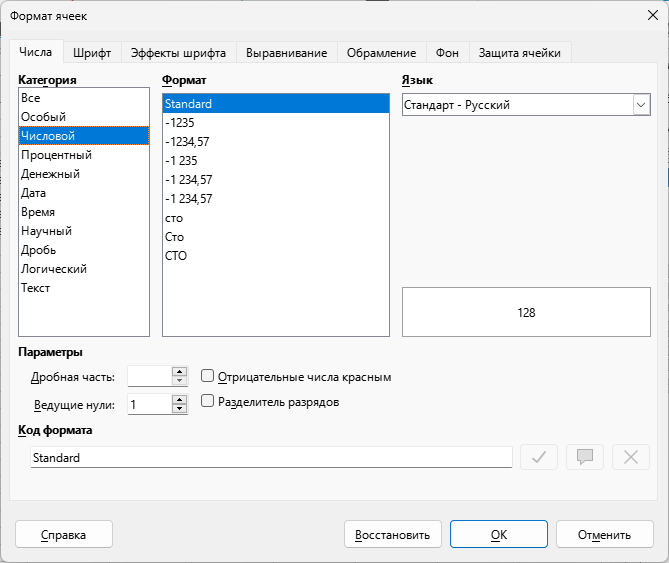 Формат ячеек
Числа Шрифт Эффекты шрифта Выравнивание Обрамление Фон Защита ячейки
Категория
Все
Особый
Числовой
Процентный
Денежный
Дата
Время
Научный
Дробь
Логический
Текст
Формат
Standard
-1235
-1234,57
-1 235
-1 234,57
-1 234,57
сто
Сто
СТО
Язык
Стандарт - Русский
128
Параметры
Дробная часть:
Отрицательные числа красным
Ведущие нули: 1
Разделитель разрядов
Код формата
Standard
Справка Восстановить ОК Отменить